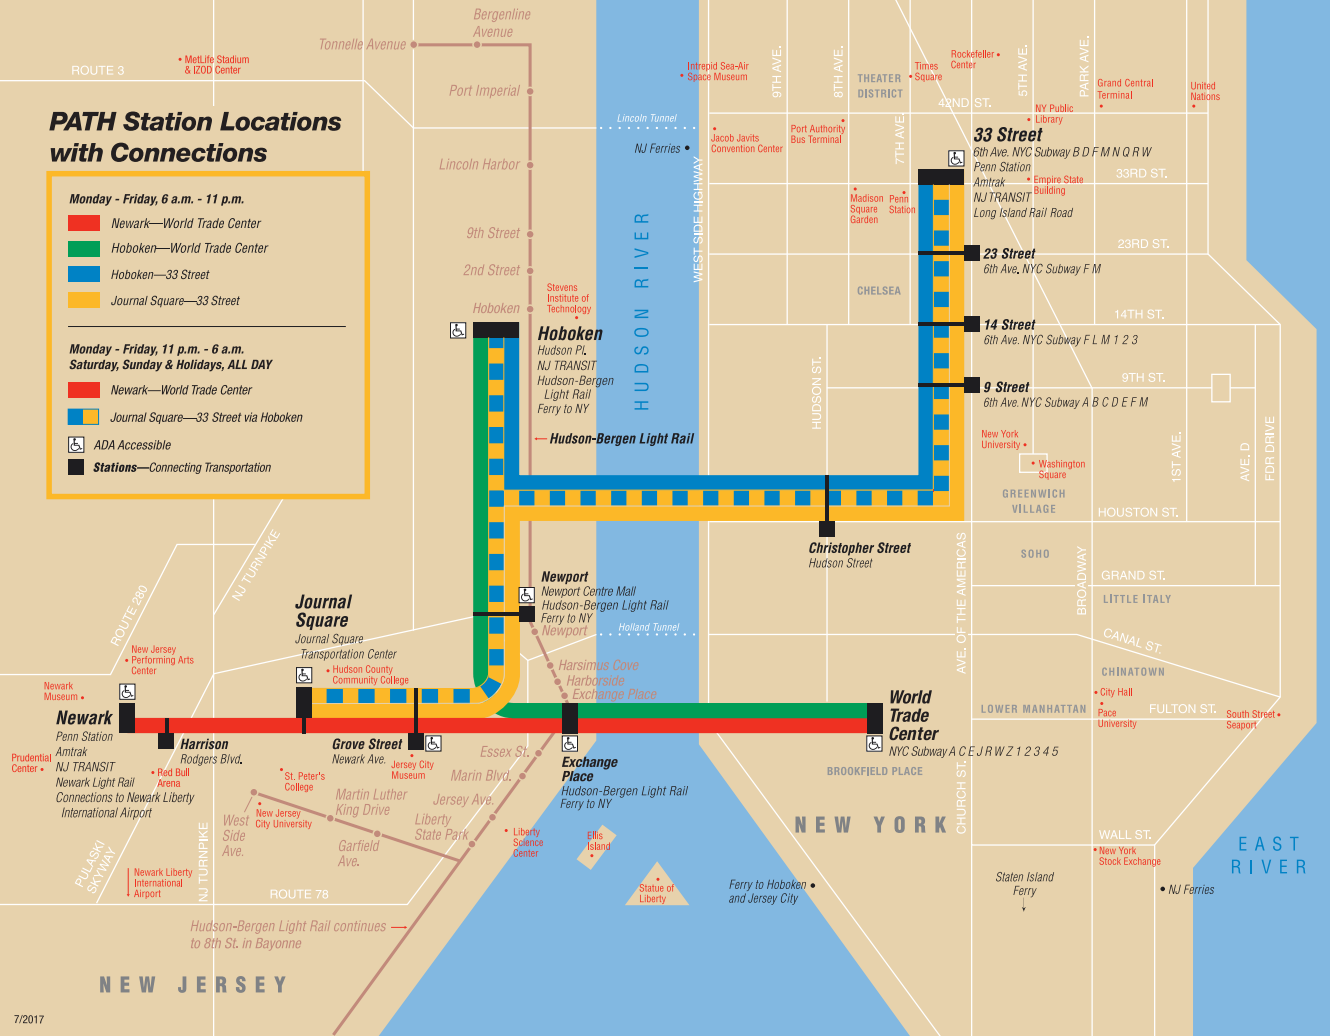 PATH Station Locations
with Connections
Monday - Friday, 6 a.m. - 11 p.m.
Newark—World Trade Center
Hoboken—World Trade Center
Hoboken—33 Street
Journal Square—33 Street
Monday - Friday, 11 p.m. - 6 a.m.
Saturday, Sunday & Holidays, ALL DAY
Newark—World Trade Center
Journal Square—33 Street via Hoboken
ADA Accessible
Stations—Connecting Transportation
ROUTE 3
MetLife Stadium
& IZOD Center
Tonnelle Avenue
Bergenline
Avenue
Port Imperial
Lincoln Harbor
9th Street
2nd Street
Hoboken
Stevens
Institute of
Technology
Hoboken
Hudson Pl.
NJ TRANSIT
Hudson-Bergen
Light Rail
Ferry to NY
Hudson-Bergen Light Rail
Lincoln Tunnel
NJ Ferries
HUDSON RIVER
WEST SIDE HIGHWAY
Intrepid Sea-Air
Space Museum
Jacob Javits
Convention Center
9TH AVE.
8TH AVE.
Port Authority
Bus Terminal
THEATER
DISTRICT
7TH AVE.
Times
Square
Rockefeller
Center
42ND ST.
5TH AVE.
PARK AVE.
Grand Central
Terminal
United
Nations
NY Public
Library
33 Street
6th Ave. NYC Subway B D F M N Q R W
Penn Station
Amtrak
NJ TRANSIT
Long Island Rail Road
Empire State
Building
33RD ST.
Madison
Square
Garden
Penn
Station
23RD ST.
23 Street
6th Ave. NYC Subway F M
CHELSEA
14TH ST.
14 Street
6th Ave. NYC Subway F L M 1 2 3
9TH ST.
9 Street
6th Ave. NYC Subway A B C D E F M
HUDSON ST.
New York
University
Washington
Square
1ST AVE.
AVE. D
FDR DRIVE
GREENWICH
VILLAGE
HOUSTON ST.
Christopher Street
Hudson Street
SOHO
AVE. OF THE AMERICAS
BROADWAY
GRAND ST.
LITTLE ITALY
CANAL ST.
CHINATOWN
City Hall
Pace
University
LOWER MANHATTAN
FULTON ST.
South Street
Seaport
NJ TURNPIKE
ROUTE 280
Journal
Square
Journal Square
Transportation Center
Hudson County
Community College
Newport
Newport Centre Mall
Hudson-Bergen Light Rail
Ferry to NY
Newport
Holland Tunnel
Harsimus Cove
Harborside
Exchange Place
New Jersey
Performing Arts
Center
Newark
Museum
Newark
Penn Station
Amtrak
NJ TRANSIT
Newark Light Rail
Connections to Newark Liberty
International Airport
Prudential
Center
Harrison
Rodgers Blvd.
Red Bull
Arena
Grove Street
Newark Ave.
Jersey City
Museum
St. Peter's
College
Essex St.
Marin Blvd.
Jersey Ave.
Liberty
State Park
Exchange
Place
Hudson-Bergen Light Rail
Ferry to NY
World
Trade
Center
NYC Subway A C E J R W Z 1 2 3 4 5
BROOKFIELD PLACE
CHURCH ST.
West
Side
Ave.
New Jersey
City University
Martin Luther
King Drive
Garfield
Ave.
Liberty
Science
Center
Ellis
Island
Statue of
Liberty
NEW YORK
WALL ST.
New York
Stock Exchange
EAST
RIVER
Ferry to Hoboken
and Jersey City
Staten Island
Ferry
NJ Ferries
PULASKI
SKYWAY
Newark Liberty
International
Airport
NJ TURNPIKE
ROUTE 78
Hudson-Bergen Light Rail continues
to 8th St. in Bayonne
NEW JERSEY
7/2017